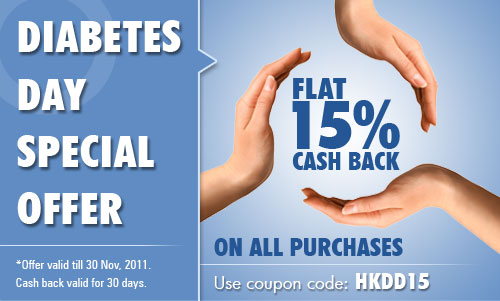 DIABETES
DAY
SPECIAL
OFFER
*Offer valid till 30 Nov, 2011.
Cash back valid for 30 days.
FLAT
15%
CASH BACK
ON ALL PURCHASES
Use coupon code: HKDD15